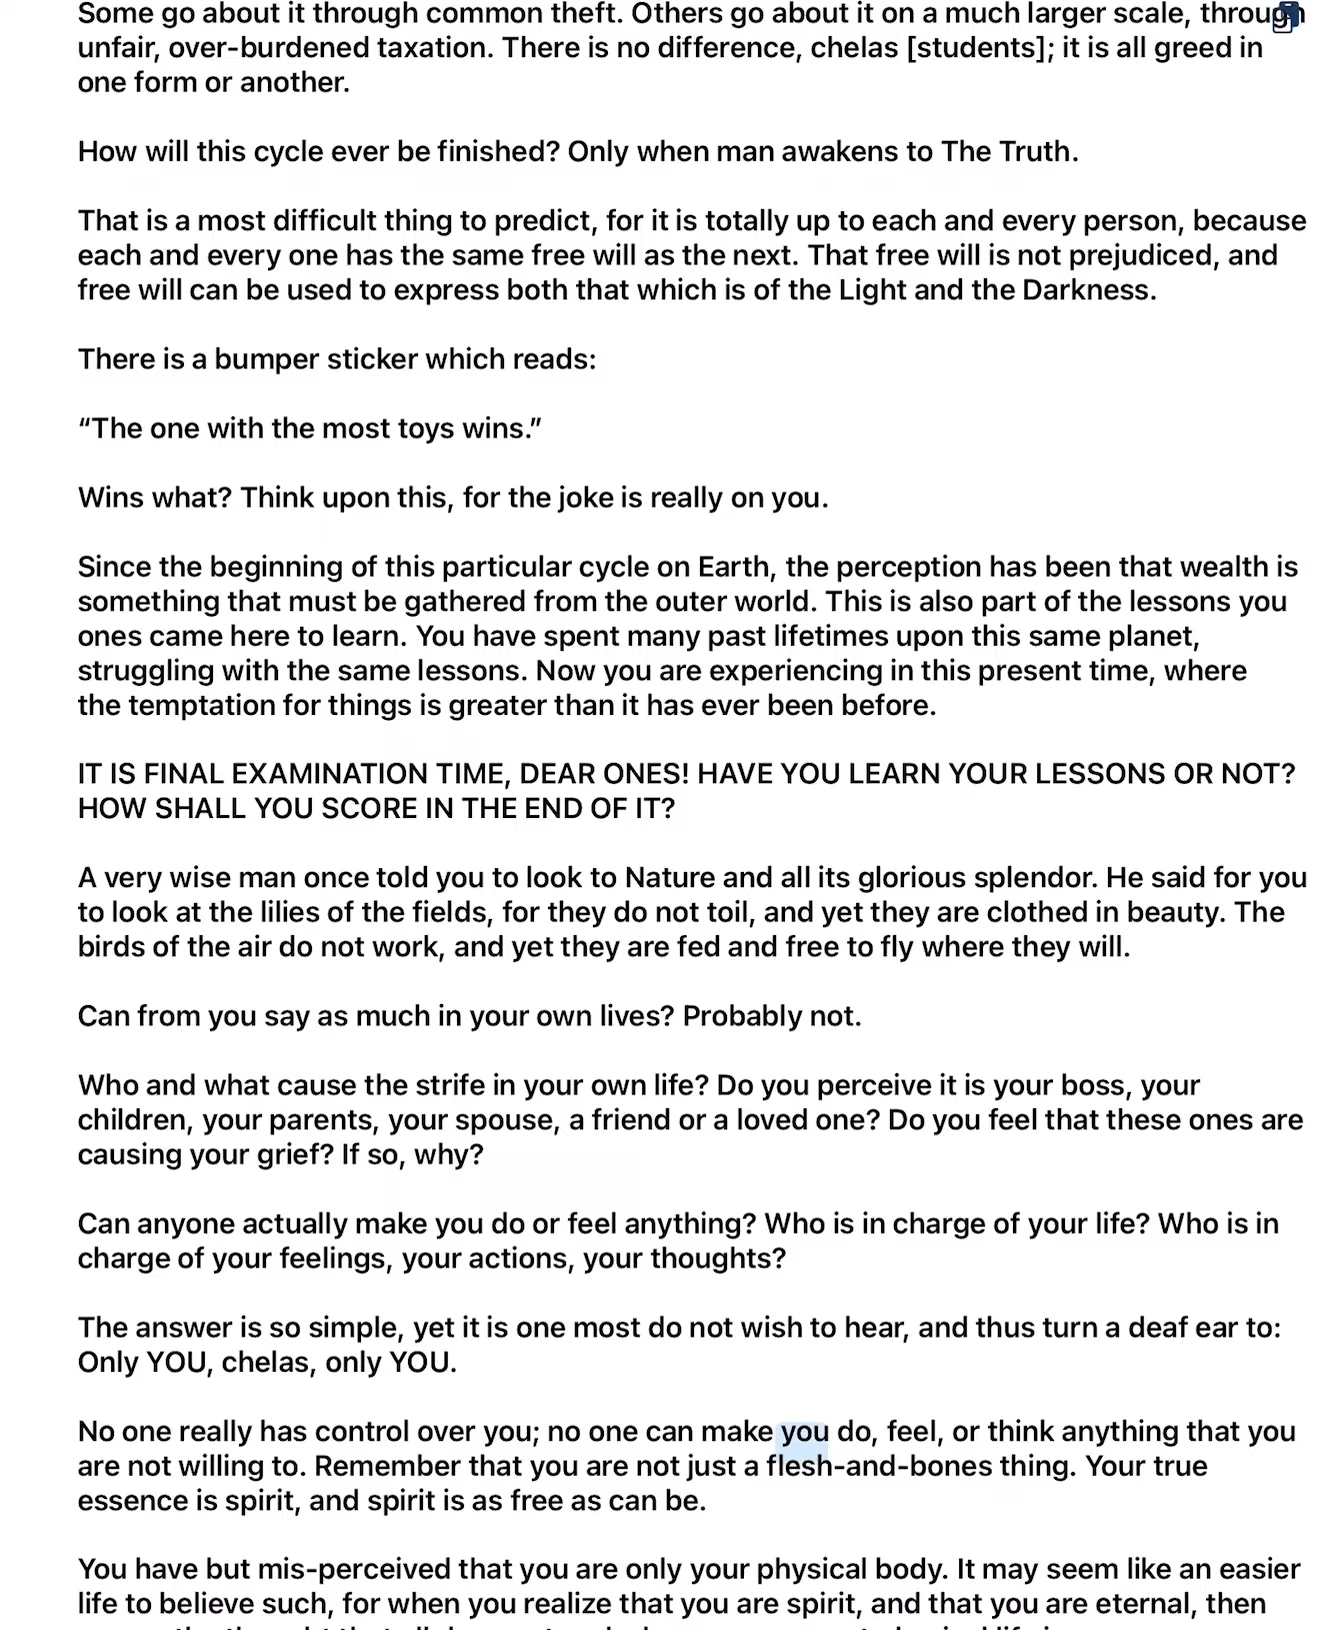 Some go about it through common theft. Others go about it on a much larger scale, through
unfair, over-burdened taxation. There is no difference, chelas [students]; it is all greed in
one form or another.
How will this cycle ever be finished? Only when man awakens to The Truth.
That is a most difficult thing to predict, for it is totally up to each and every person, because
each and every one has the same free will as the next. That free will is not prejudiced, and
free will can be used to express both that which is of the Light and the Darkness.
There is a bumper sticker which reads:
“The one with the most toys wins.”
Wins what? Think upon this, for the joke is really on you.
Since the beginning of this particular cycle on Earth, the perception has been that wealth is
something that must be gathered from the outer world. This is also part of the lessons you
ones came here to learn. You have spent many past lifetimes upon this same planet,
struggling with the same lessons. Now you are experiencing in this present time, where
the temptation for things is greater than it has ever been before.
IT IS FINAL EXAMINATION TIME, DEAR ONES! HAVE YOU LEARN YOUR LESSONS OR NOT?
HOW SHALL YOU SCORE IN THE END OF IT?
A very wise man once told you to look to Nature and all its glorious splendor. He said for you
to look at the lilies of the fields, for they do not toil, and yet they are clothed in beauty. The
birds of the air do not work, and yet they are fed and free to fly where they will.
Can from you say as much in your own lives? Probably not.
Who and what cause the strife in your own life? Do you perceive it is your boss, your
children, your parents, your spouse, a friend or a loved one? Do you feel that these ones are
causing your grief? If so, why?
Can anyone actually make you do or feel anything? Who is in charge of your life? Who is in
charge of your feelings, your actions, your thoughts?
The answer is so simple, yet it is one most do not wish to hear, and thus turn a deaf ear to:
Only YOU, chelas, only YOU.
No one really has control over you; no one can make you do, feel, or think anything that you
are not willing to. Remember that you are not just a flesh-and-bones thing. Your true
essence is spirit, and spirit is as free as can be.
You have but mis-perceived that you are only your physical body. It may seem like an easier
life to believe such, for when you realize that you are spirit, and that you are eternal, then